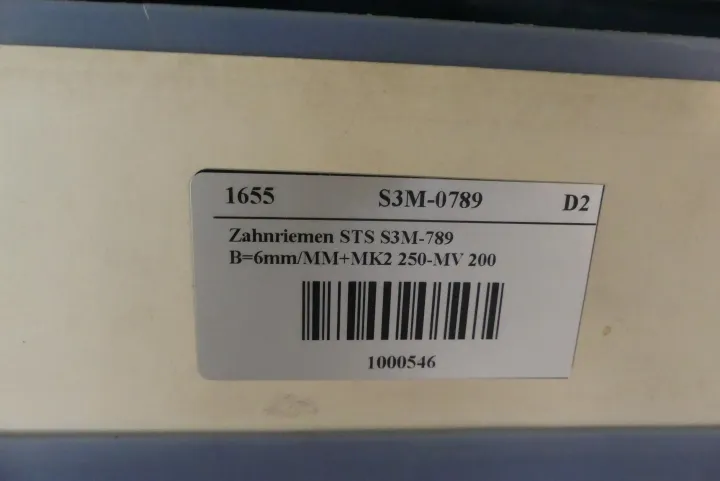 1655 S3M-0789 D2
Zahnriemen STS S3M-789
B=6mm/MM+MK2 250-MV 200
1000546